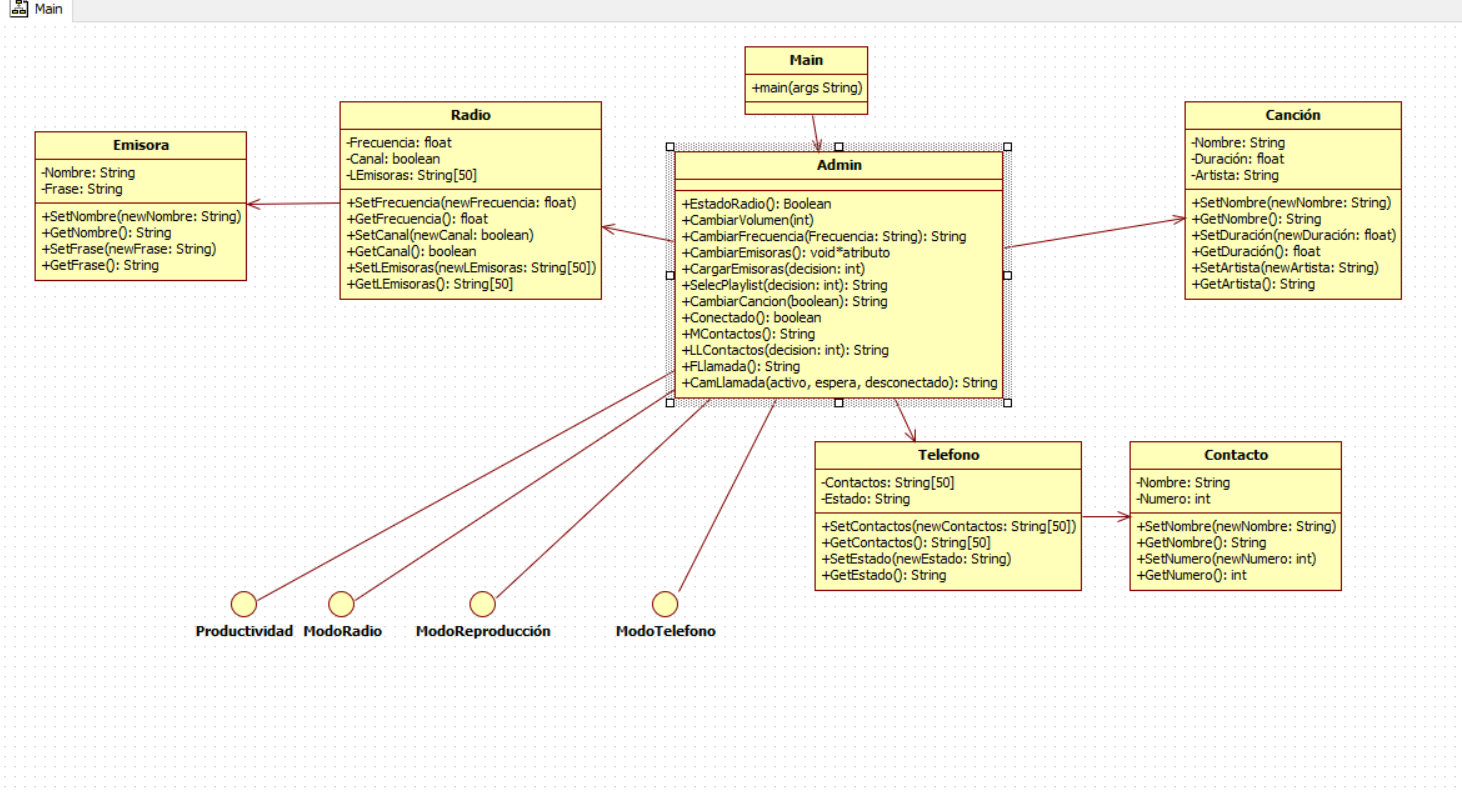 Main
Main
+main(args String)
Emisora
-Nombre: String
-Frase: String
+SetNombre(newNombre: String)
+GetNombre(): String
+SetFrase(newFrase: String)
+GetFrase(): String
Radio
-Frecuencia: float
-Canal: boolean
-LEmisoras: String[50]
+SetFrecuencia(newFrecuencia: float)
+GetFrecuencia(): float
+SetCanal(newCanal: boolean)
+GetCanal(): boolean
+SetLEmisoras(newLEmisoras: String[50])
+GetLEmisoras(): String[50]
Admin
+EstadoRadio(): Boolean
+CambiarVolumen(int)
+CambiarFrecuencia(Frecuencia: String): String
+CambiarEmisoras(): void*atributo
+CargarEmisoras(decision: int)
+SelecPlaylist(decision: int): String
+CambiarCancion(boolean): String
+Conectado(): boolean
+MContactos(): String
+LLContactos(decision: int): String
+FLlamada(): String
+CamLlamada(activo, espera, desconectado): String
Canción
-Nombre: String
-Duración: float
-Artista: String
+SetNombre(newNombre: String)
+GetNombre(): String
+SetDuración(newDuración: float)
+GetDuración(): float
+SetArtista(newArtista: String)
+GetArtista(): String
Telefono
-Contactos: String[50]
-Estado: String
+SetContactos(newContactos: String[50])
+GetContactos(): String[50]
+SetEstado(newEstado: String)
+GetEstado(): String
Contacto
-Nombre: String
-Numero: int
+SetNombre(newNombre: String)
+GetNombre(): String
+SetNumero(newNumero: int)
+GetNumero(): int
Productividad
ModoRadio
ModoReproducción
ModoTelefono